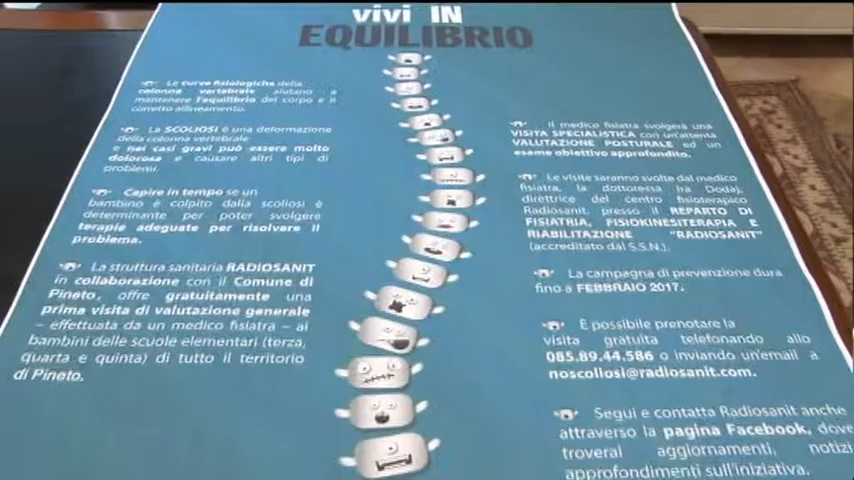 vivi IN
EQUILIBRIO
Le curve fisiologiche della
colonna vertebrale aiutano a
mantenere l'equilibrio del corpo e il
corretto allineamento.
La SCOLIOSI è una deformazione
della colonna vertebrale
e nei casi gravi può essere molto
dolorosa e causare altri tipi di
problemi.
Capire in tempo se un
bambino è colpito dalla scoliosi è
determinante per poter svolgere
terapie adeguate per risolvere il
problema.
La struttura sanitaria RADIOSANIT
in collaborazione con il Comune di
Pineto, offre gratuitamente una
prima visita di valutazione generale
- effettuata da un medico fisiatra - ai
bambini delle scuole elementari (terza,
quarta e quinta) di tutto il territorio
di Pineto.
Il medico fisiatra svolgerà una
VISITA SPECIALISTICA con un'attenta
VALUTAZIONE POSTURALE ed un
esame obiettivo approfondito.
Le visite saranno svolte dal medico
fisiatra, la dottoressa Ira Dodaj,
direttrice del centro fisioterapico
Radiosanit, presso il REPARTO DI
FISIATRIA, FISIOKINESITERAPIA E
RIABILITAZIONE "RADIOSANIT"
(accreditato dal S.S.N.).
La campagna di prevenzione dura
fino a FEBBRAIO 2017.
È possibile prenotare la
visita gratuita telefonando allo
085.89.44.586 o inviando un'email a
noscoliosi@radiosanit.com.
Segui e contatta Radiosanit anche
attraverso la pagina Facebook, dove
troverai aggiornamenti, notizi
approfondimenti sull'iniziativa.